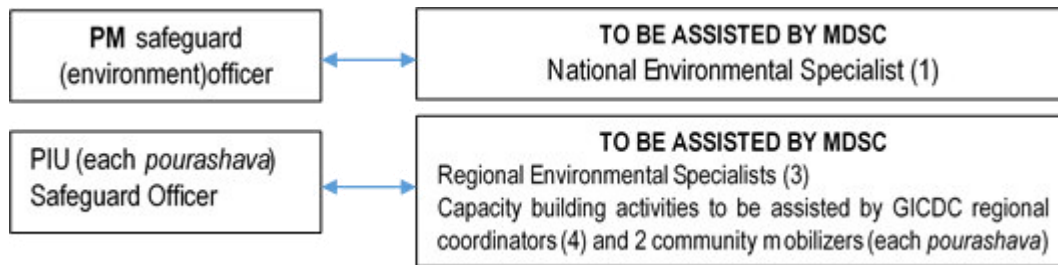 PM safeguard
(environment)officer
TO BE ASSISTED BY MDSC
National Environmental Specialist (1)
PIU (each pourashava)
Safeguard Officer
TO BE ASSISTED BY MDSC
Regional Environmental Specialists (3)
Capacity building activities to be assisted by GICDC regional
coordinators (4) and 2 community mobilizers (each pourashava)